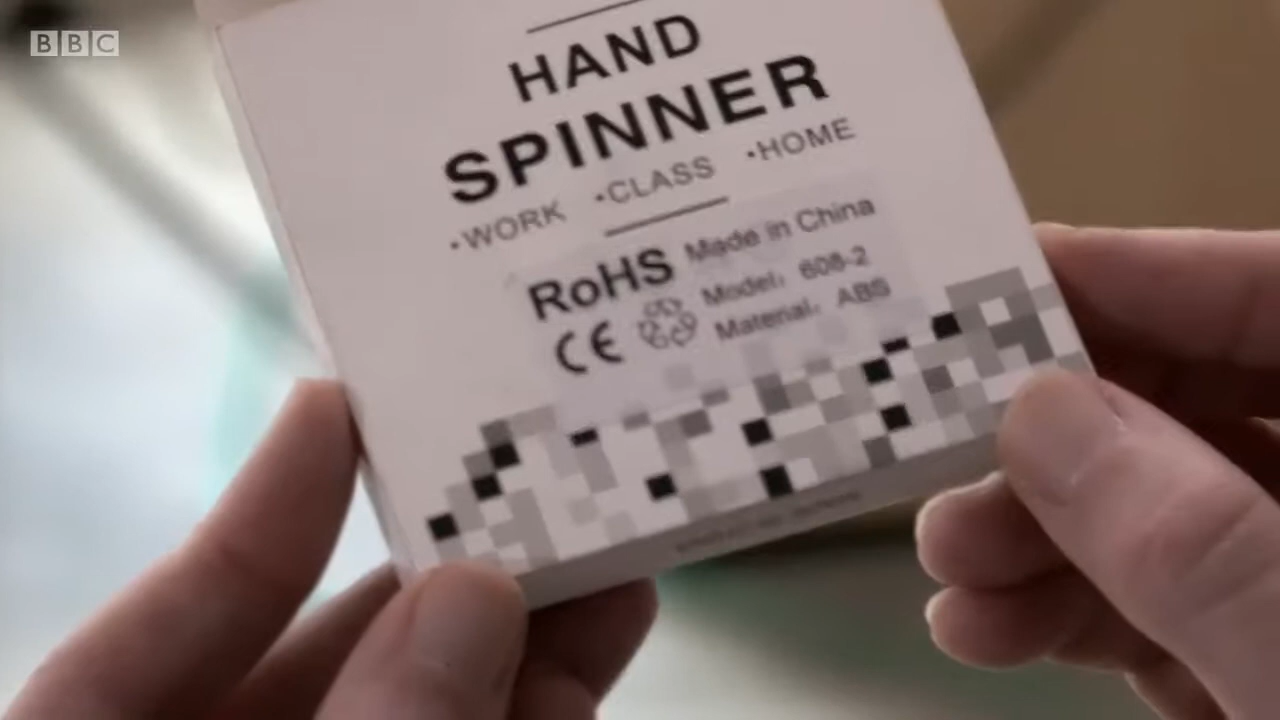 BBC
HAND
SPINNER
•WORK •CLASS •HOME
RoHS Made in China
CE Model: 608-2
Material: ABS